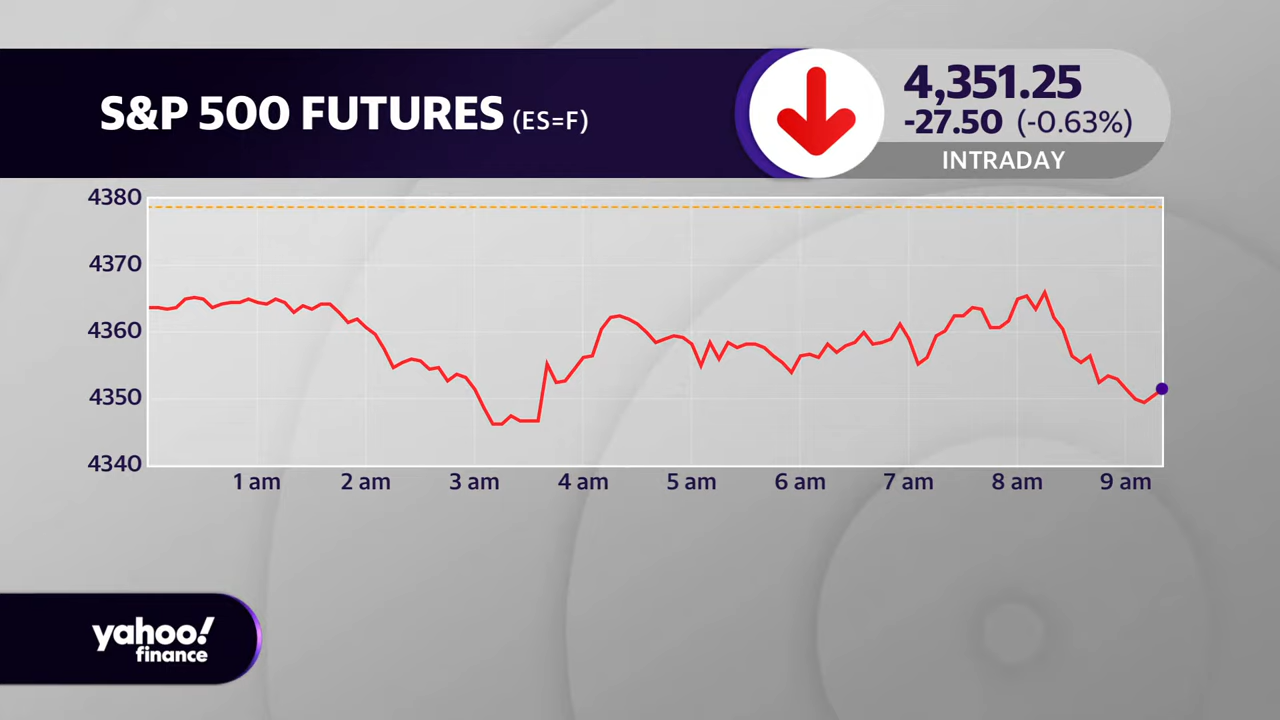 S&P 500 FUTURES (ES=F)
4,351.25
-27.50 (-0.63%)
INTRADAY
4380
4370
4360
4350
4340
1 am 2 am 3 am 4 am 5 am 6 am 7 am 8 am 9 am
yahoo!
finance